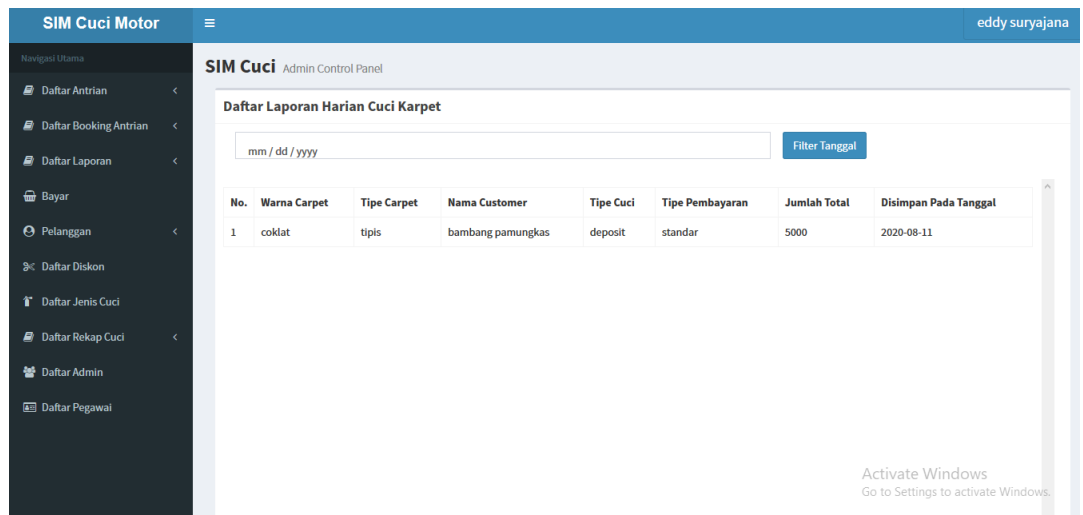 SIM Cuci Motor
eddy suryajana
Navigasi Utama
Daftar Antrian
Daftar Booking Antrian
Daftar Laporan
Bayar
Pelanggan
Daftar Diskon
Daftar Jenis Cuci
Daftar Rekap Cuci
Daftar Admin
Daftar Pegawai
SIM Cuci Admin Control Panel
Daftar Laporan Harian Cuci Karpet
mm / dd / yyyy Filter Tanggal
No. Warna Carpet Tipe Carpet Nama Customer Tipe Cuci Tipe Pembayaran Jumlah Total Disimpan Pada Tanggal
1 coklat tipis bambang pamungkas deposit standar 5000 2020-08-11
Activate Windows
Go to Settings to activate Windows.